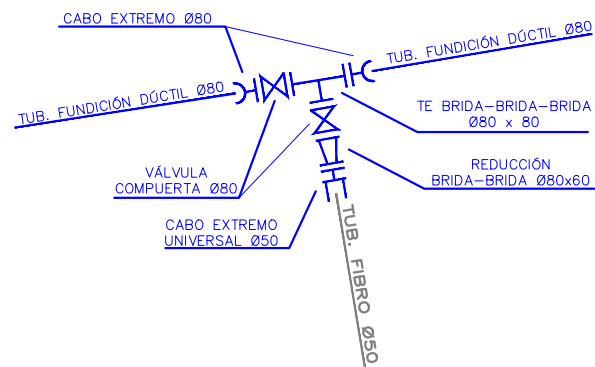 CABO EXTREMO Ø80
TUB. FUNDICIÓN DÚCTIL Ø80
TUB. FUNDICIÓN DÚCTIL Ø80
TE BRIDA-BRIDA-BRIDA
Ø80 x 80
VÁLVULA
COMPUERTA Ø80
REDUCCIÓN
BRIDA-BRIDA Ø80x60
CABO EXTREMO
UNIVERSAL Ø50
TUB. FIBRO Ø50